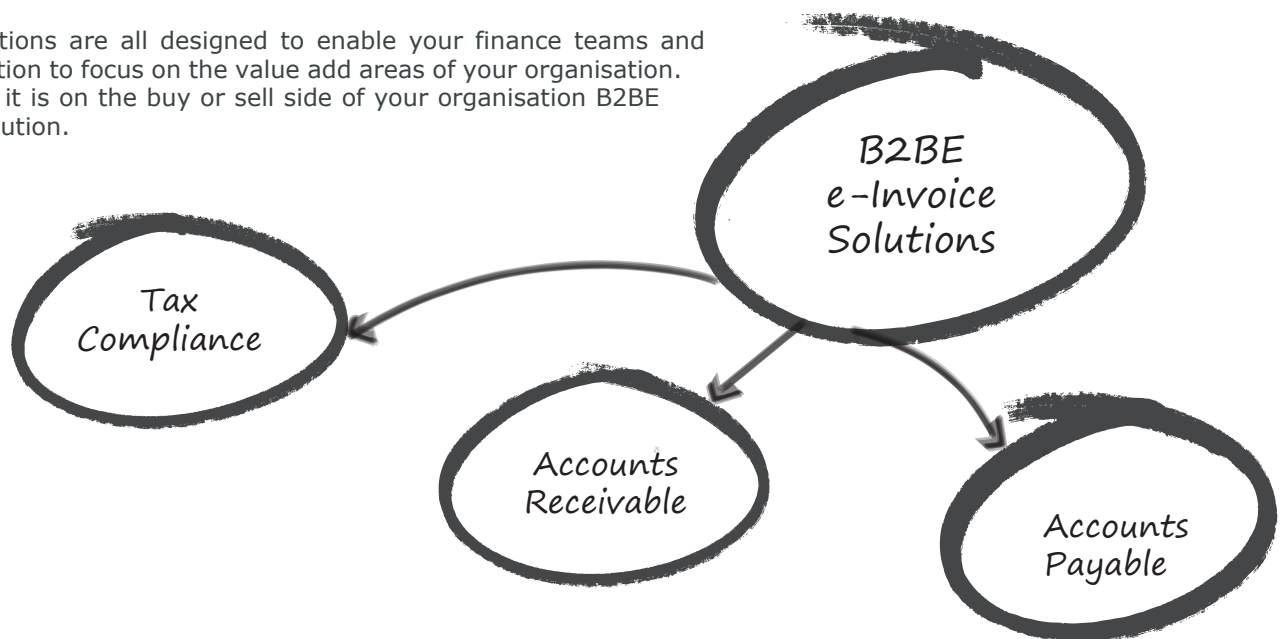 tions are all designed to enable your finance teams and
tion to focus on the value add areas of your organisation.
it is on the buy or sell side of your organisation B2BE
ution.
B2BE
e-Invoice
Solutions
Tax
Compliance
Accounts
Receivable
Accounts
Payable